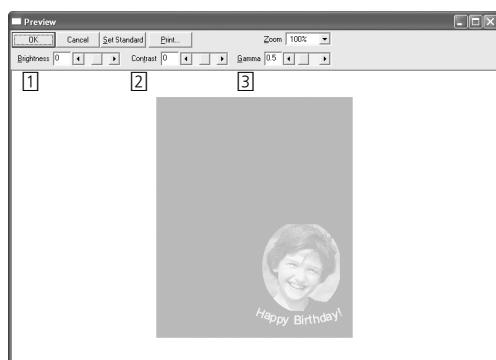 Preview
OK Cancel Set Standard Print... Zoom 100%
Brightness 0 Contrast 0 Gamma 0.5
1 2 3
Happy Birthday!